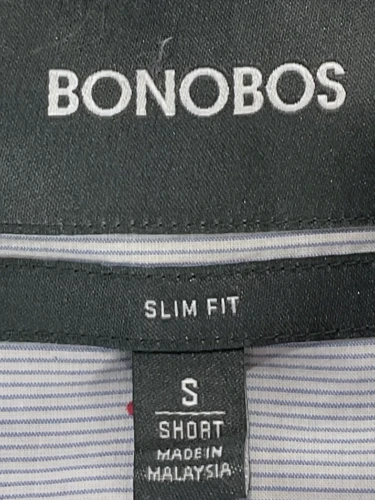 BONOBOS
SLIM FIT
S
SHORT
MADE IN
MALAYSIA